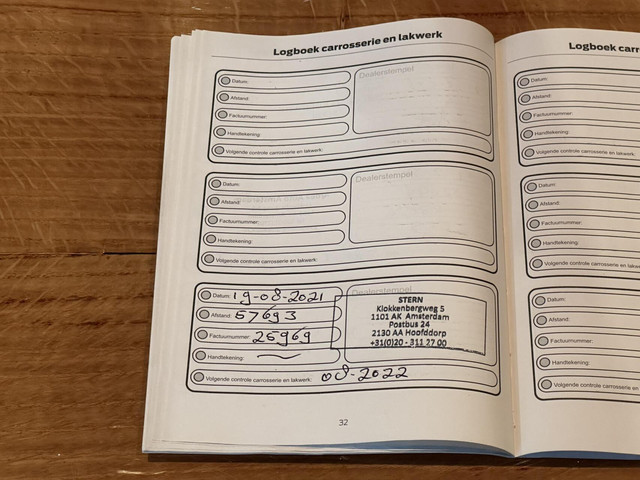 Logboek carrosserie en lakwerk
Datum:
Afstand:
Factuurnummer:
Handtekening:
Volgende controle carrosserie en lakwerk:
Dealerstempel
Datum:
Afstand:
Factuurnummer:
Handtekening:
Volgende controle carrosserie en lakwerk:
Dealerstempel
Datum: 19-08-2021
Afstand: 57693
Factuurnummer: 25969
Handtekening:
Volgende controle carrosserie en lakwerk: 08-2022
Dealerstempel
STERN
Klokkenbergweg 5
1101 AK Amsterdam
Postbus 24
2130 AA Hoofddorp
+31(0)20 - 311 27 00
32
Logboek carr
Datum:
Afstand:
Factuurnummer:
Handtekening:
Volgende controle carrosserie en
Datum:
Afstand:
Factuurnummer:
Handtekening:
Volgende controle carrosserie en
Datum:
Afstand:
Factuurnummer:
Handtekening:
Volgende controle carrosserie en